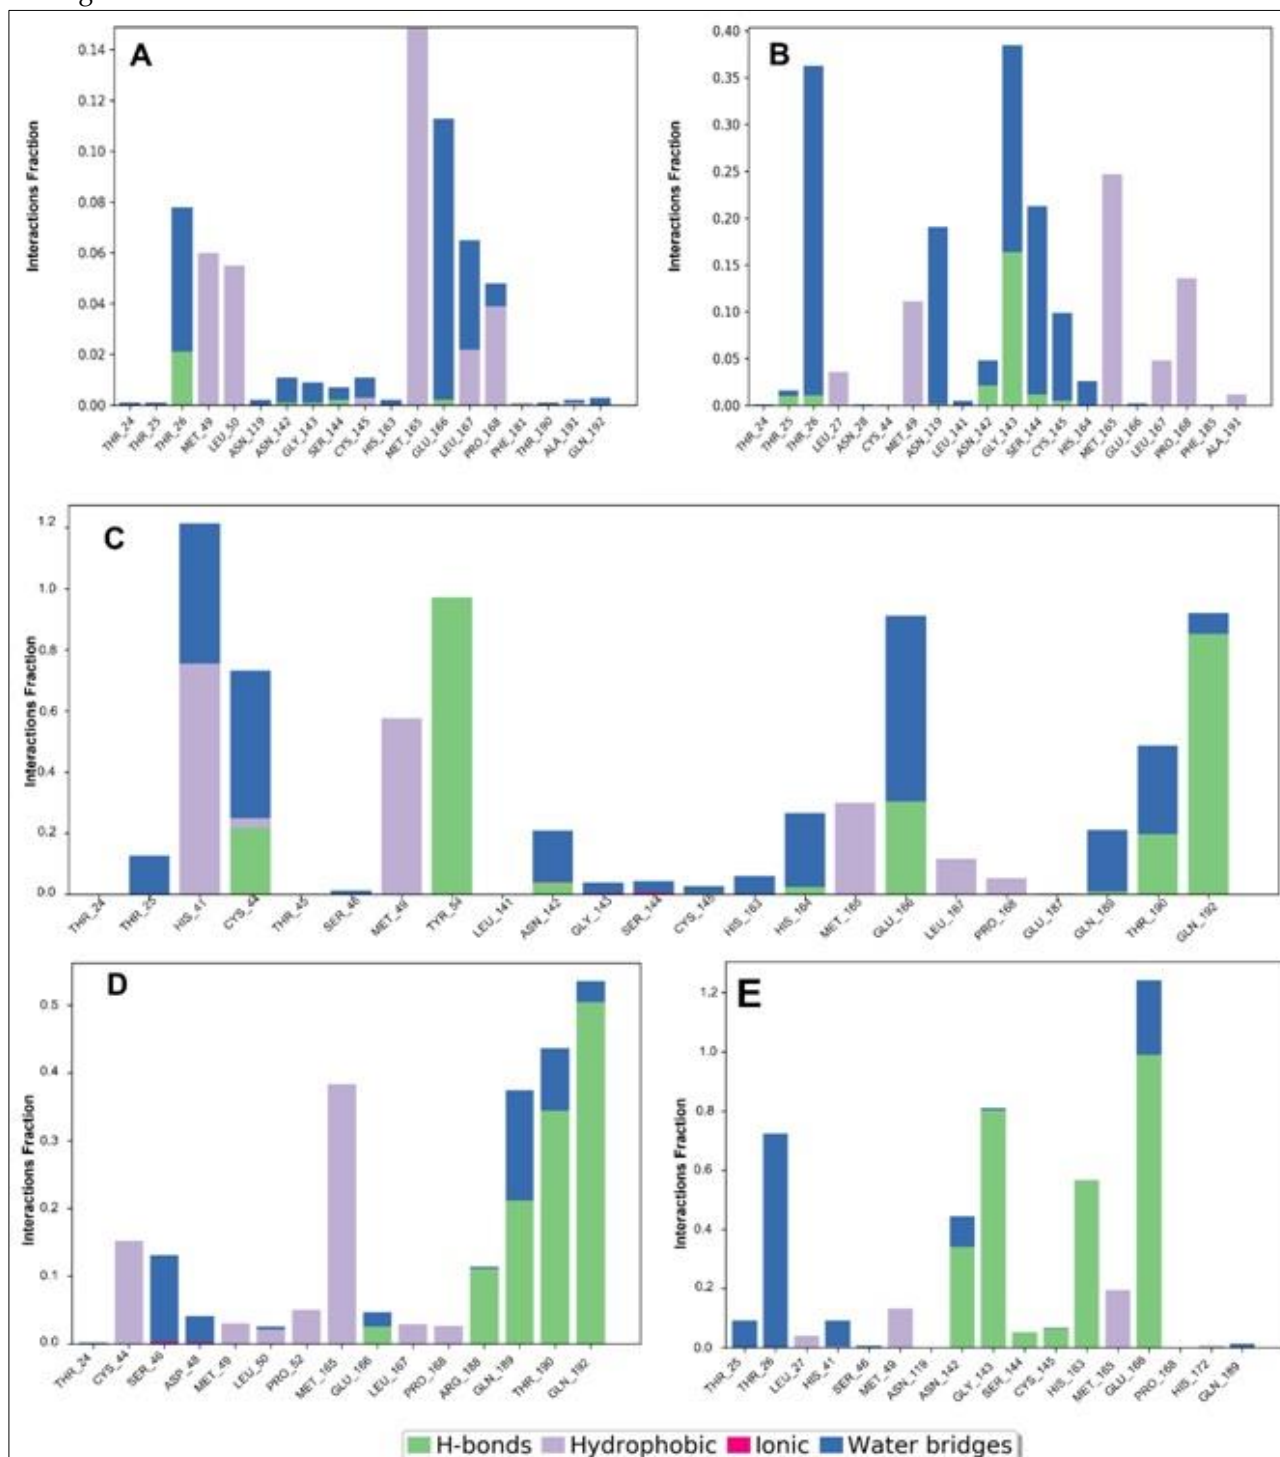 A
Interactions Fraction
0.14
0.12
0.10
0.08
0.06
0.04
0.02
0.00
THR_24
THR_25
THR_26
MET_49
LEU_50
ASN_119
ASN_142
GLY_143
SER_144
CYS_145
HIS_163
MET_165
GLU_166
LEU_167
PRO_168
PHE_181
THR_190
ALA_191
GLN_192
B
Interactions Fraction
0.40
0.35
0.30
0.25
0.20
0.15
0.10
0.05
0.00
THR_24
THR_25
THR_26
LEU_27
ASN_28
CYS_44
MET_49
ASN_119
LEU_141
ASN_142
GLY_143
SER_144
CYS_145
HIS_164
MET_165
GLU_166
LEU_167
PRO_168
PHE_185
ALA_191
C
Interactions Fraction
1.2
1.0
0.8
0.6
0.4
0.2
0.0
THR_24
THR_25
HIS_41
CYS_44
THR_45
SER_46
MET_49
TYR_54
LEU_141
ASN_142
GLY_143
SER_144
CYS_145
HIS_163
HIS_164
MET_165
GLU_166
LEU_167
PRO_168
GLU_187
GLN_189
THR_190
GLN_192
D
Interactions Fraction
0.5
0.4
0.3
0.2
0.1
0.0
THR_24
CYS_44
SER_46
ASP_48
MET_49
LEU_50
PRO_52
MET_165
GLU_166
LEU_167
PRO_168
ARG_188
GLN_189
THR_190
GLN_192
E
Interactions Fraction
1.2
1.0
0.8
0.6
0.4
0.2
0.0
THR_25
THR_26
LEU_27
HIS_41
SER_46
MET_49
ASN_119
ASN_142
GLY_143
SER_144
CYS_145
HIS_163
MET_165
GLU_166
PRO_168
HIS_172
GLN_189
H-bonds Hydrophobic Ionic Water bridges